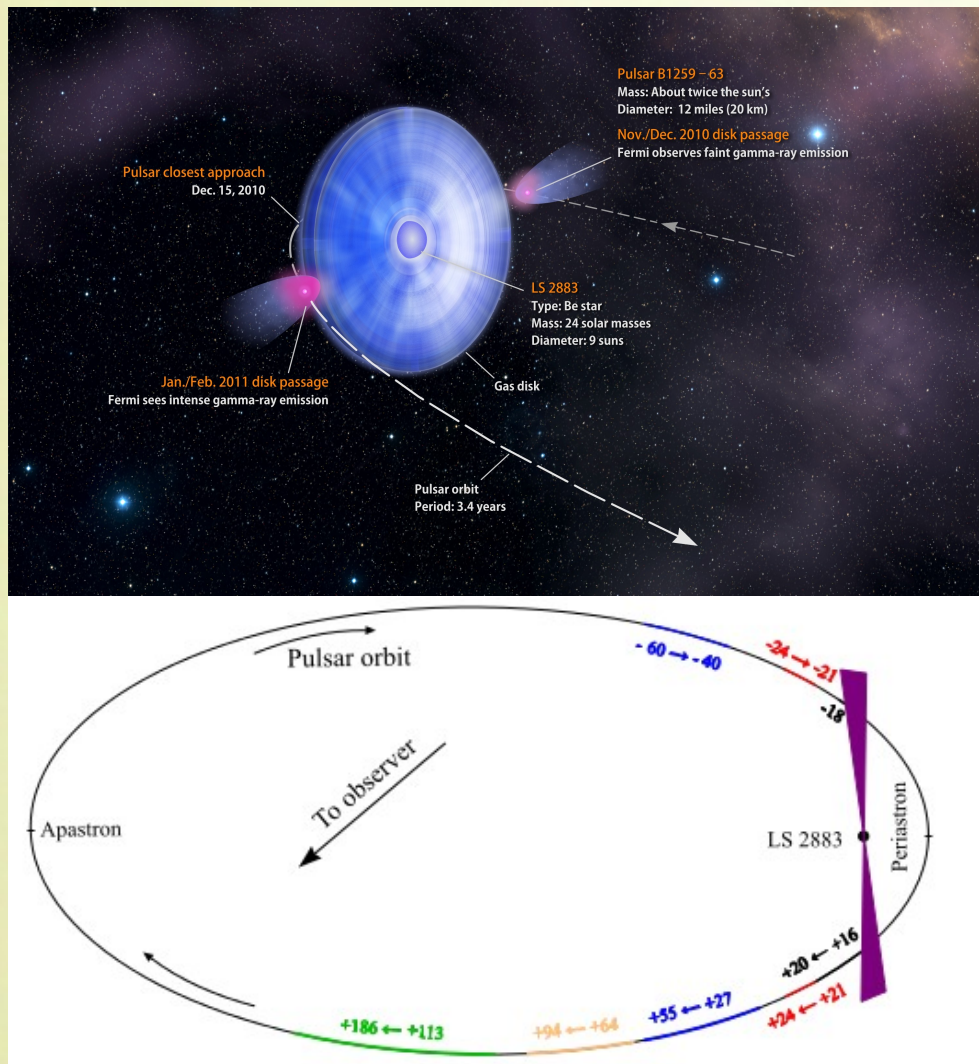 Pulsar B1259 – 63
Mass: About twice the sun's
Diameter: 12 miles (20 km)
Nov./Dec. 2010 disk passage
Fermi observes faint gamma-ray emission
Pulsar closest approach
Dec. 15, 2010
LS 2883
Type: Be star
Mass: 24 solar masses
Diameter: 9 suns
Jan./Feb. 2011 disk passage
Fermi sees intense gamma-ray emission
Gas disk
Pulsar orbit
Period: 3.4 years
Pulsar orbit
- 60 → - 40
-24 → -21
-18
To observer
Apastron
LS 2883
Periastron
+20 ← +16
+24 ← +21
+55 ← +27
+94 ← +64
+186 ← +113